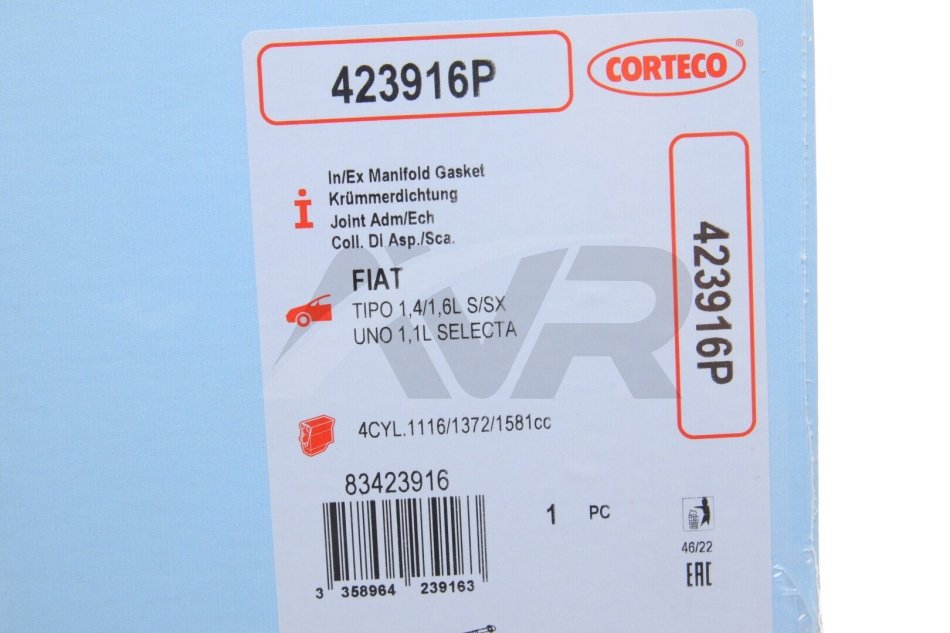 423916P
CORTECO®
In/Ex Manifold Gasket
Krümmerdichtung
Joint Adm/Ech
Coll. Di Asp./Sca.
FIAT
TIPO 1,4/1,6L S/SX
UNO 1,1L SELECTA
423916P
4CYL.1116/1372/1581cc
83423916
1 PC
3 358964 239163
46/22
EAC
AVR